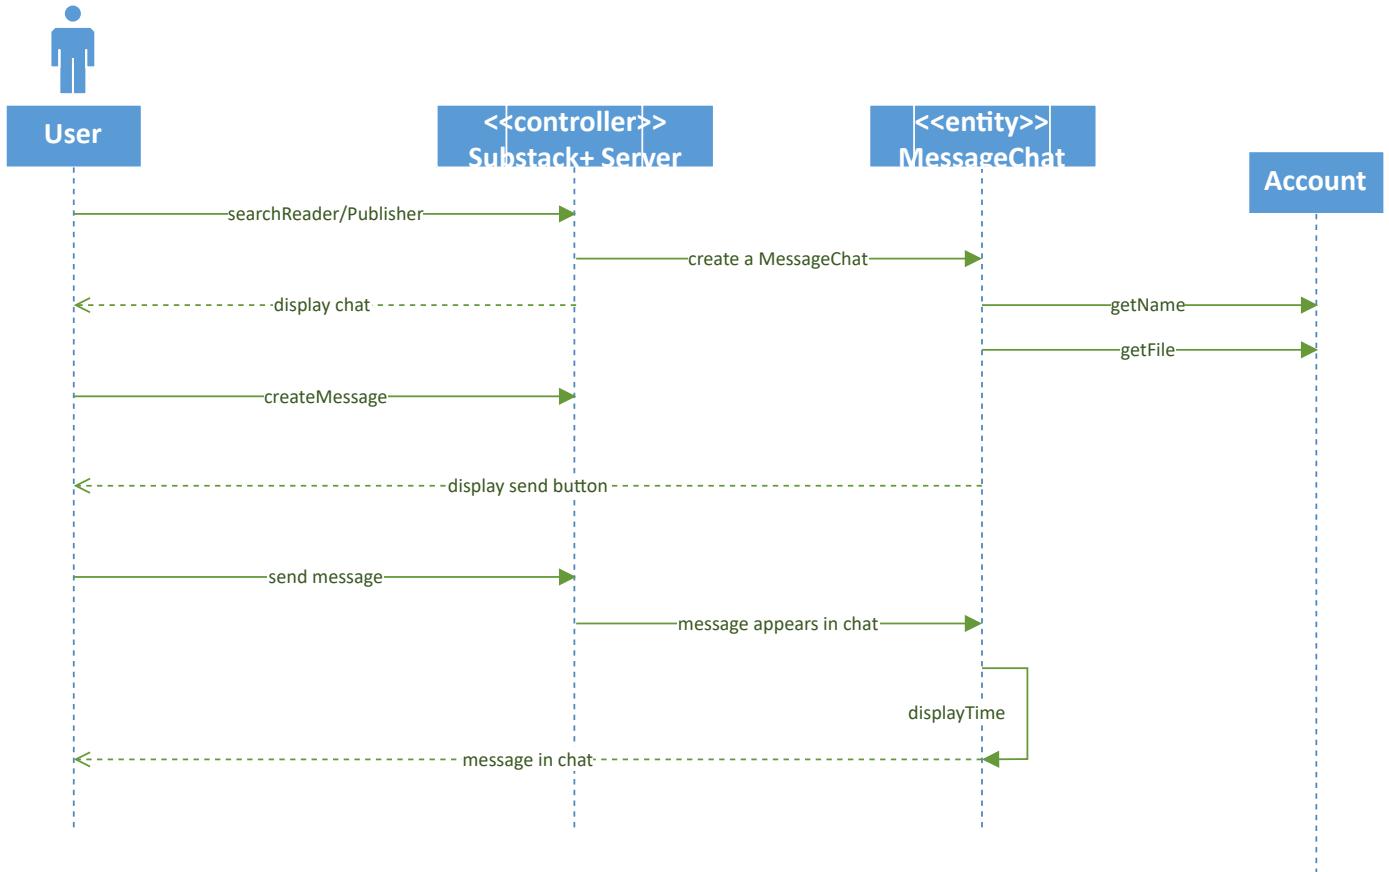 User
<<controller>>
Substack+ Server
<<entity>>
MessageChat
Account
searchReader/Publisher
create a MessageChat
display chat
getName
getFile
createMessage
display send button
send message
message appears in chat
displayTime
message in chat